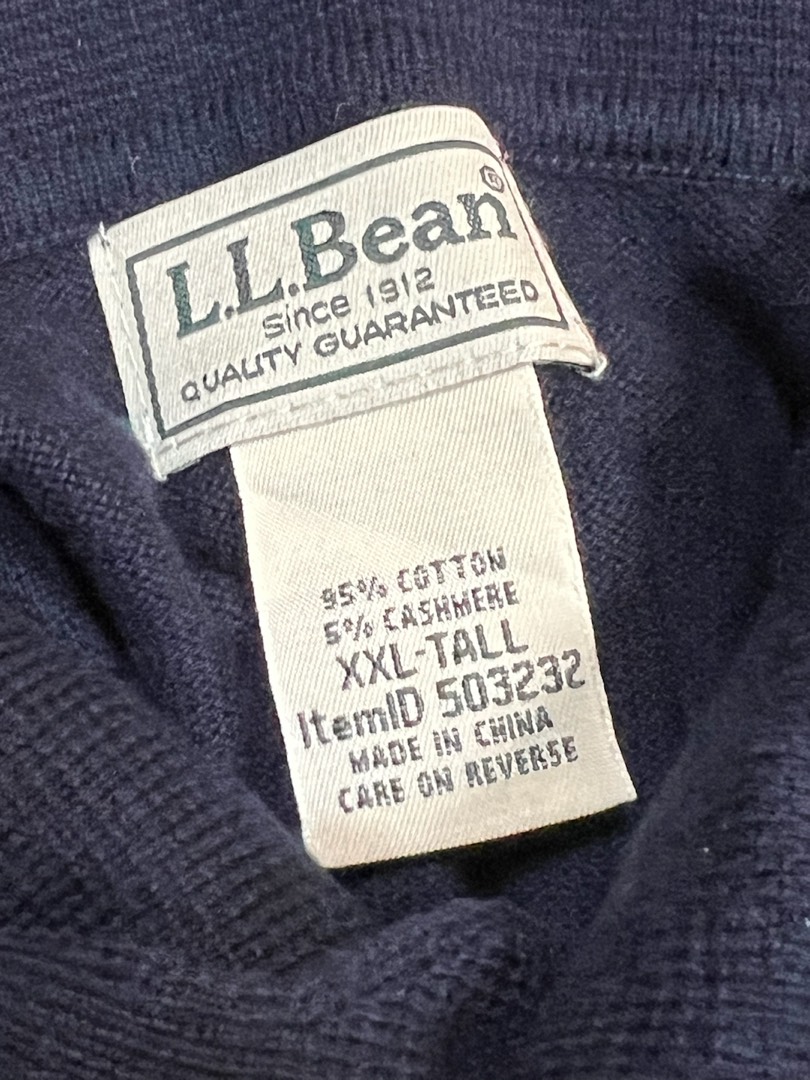 L.L.Bean®
Since 1912
QUALITY GUARANTEED
95% COTTON
5% CASHMERE
XXL-TALL
ItemID 503232
MADE IN CHINA
CARE ON REVERSE